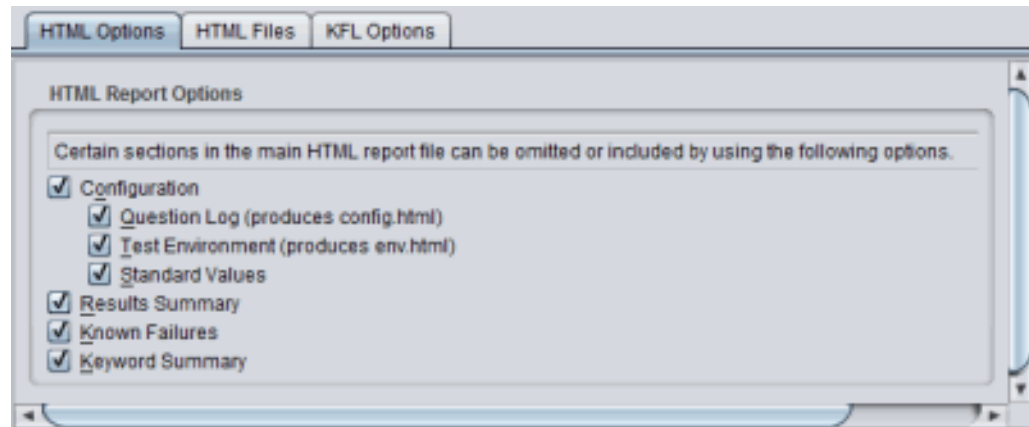 HTML Options HTML Files KFL Options
HTML Report Options
Certain sections in the main HTML report file can be omitted or included by using the following options.
Configuration
Question Log (produces config.html)
Test Environment (produces env.html)
Standard Values
Results Summary
Known Failures
Keyword Summary